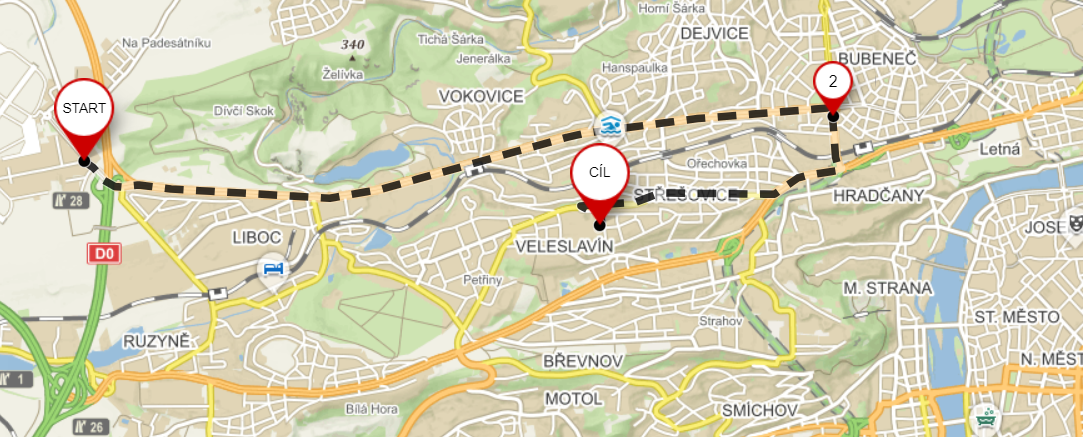 Horní Šárka
DEJVICE
Na Padesátníku
340
Tichá Šárka
Jenerálka
Želívka
Hanspaulka
BUBENEČ
2
VOKOVICE
START
Dívčí Skok
Letná
Ořechovka
CÍL
28
STŘEŠOVICE
HRADČANY
JOSE
LIBOC
VELESLAVÍN
D0
Petřiny
M. STRANA
ST. MĚSTO
Strahov
RUZYNĚ
BŘEVNOV
N. MĚST
1
MOTOL
Bílá Hora
SMÍCHOV
26